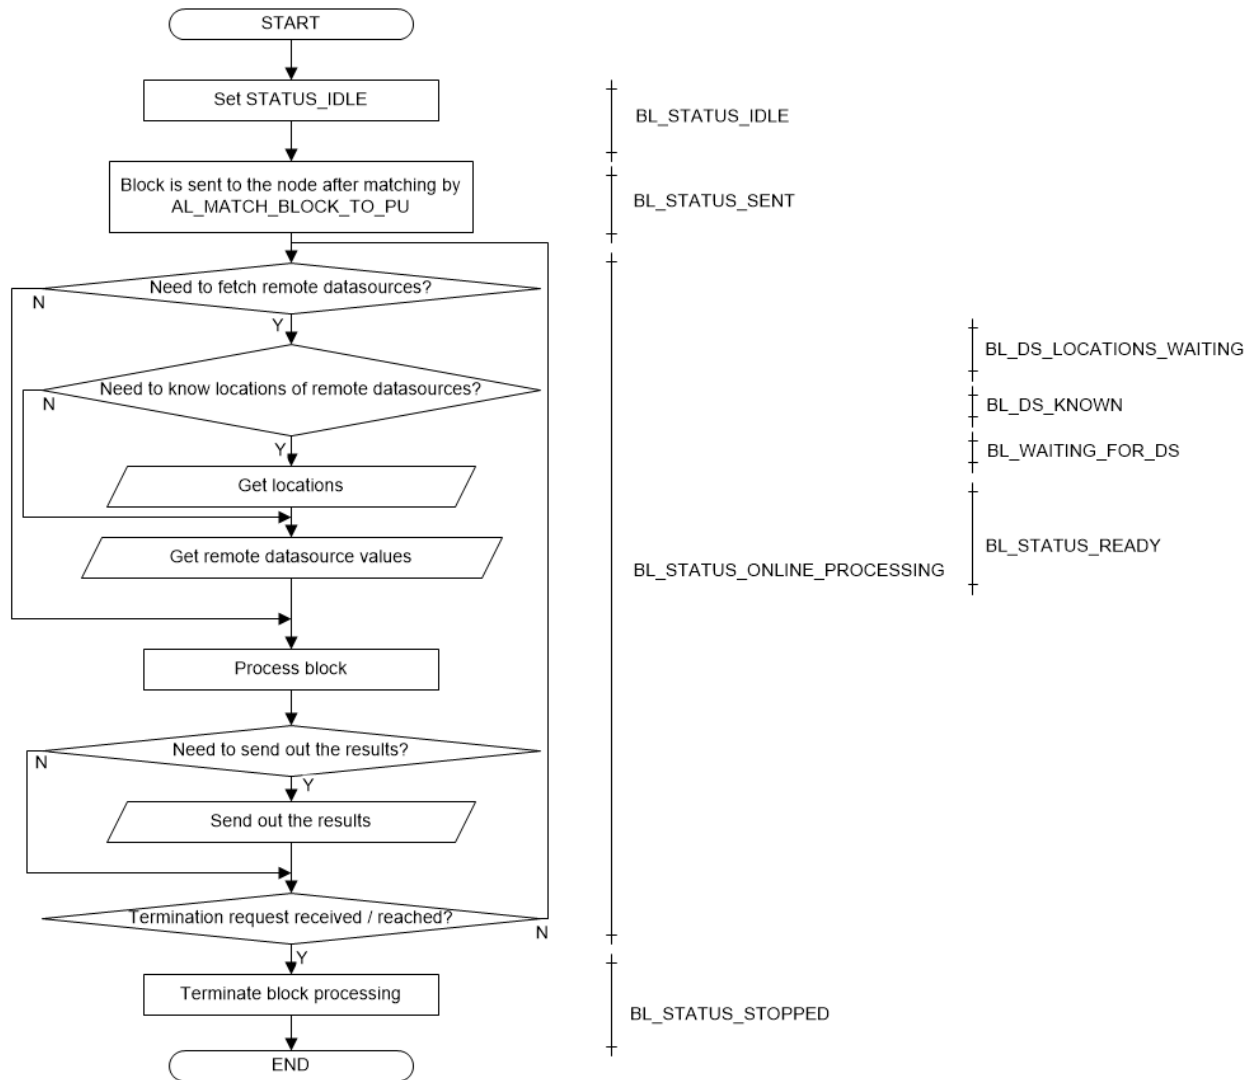 START
Set STATUS_IDLE
BL_STATUS_IDLE
Block is sent to the node after matching by
AL_MATCH_BLOCK_TO_PU
BL_STATUS_SENT
Need to fetch remote datasources?
N
Y
BL_DS_LOCATIONS_WAITING
Need to know locations of remote datasources?
N
BL_DS_KNOWN
Y
BL_WAITING_FOR_DS
Get locations
Get remote datasource values
BL_STATUS_READY
BL_STATUS_ONLINE_PROCESSING
Process block
Need to send out the results?
N
Y
Send out the results
Termination request received / reached?
N
Y
Terminate block processing
BL_STATUS_STOPPED
END